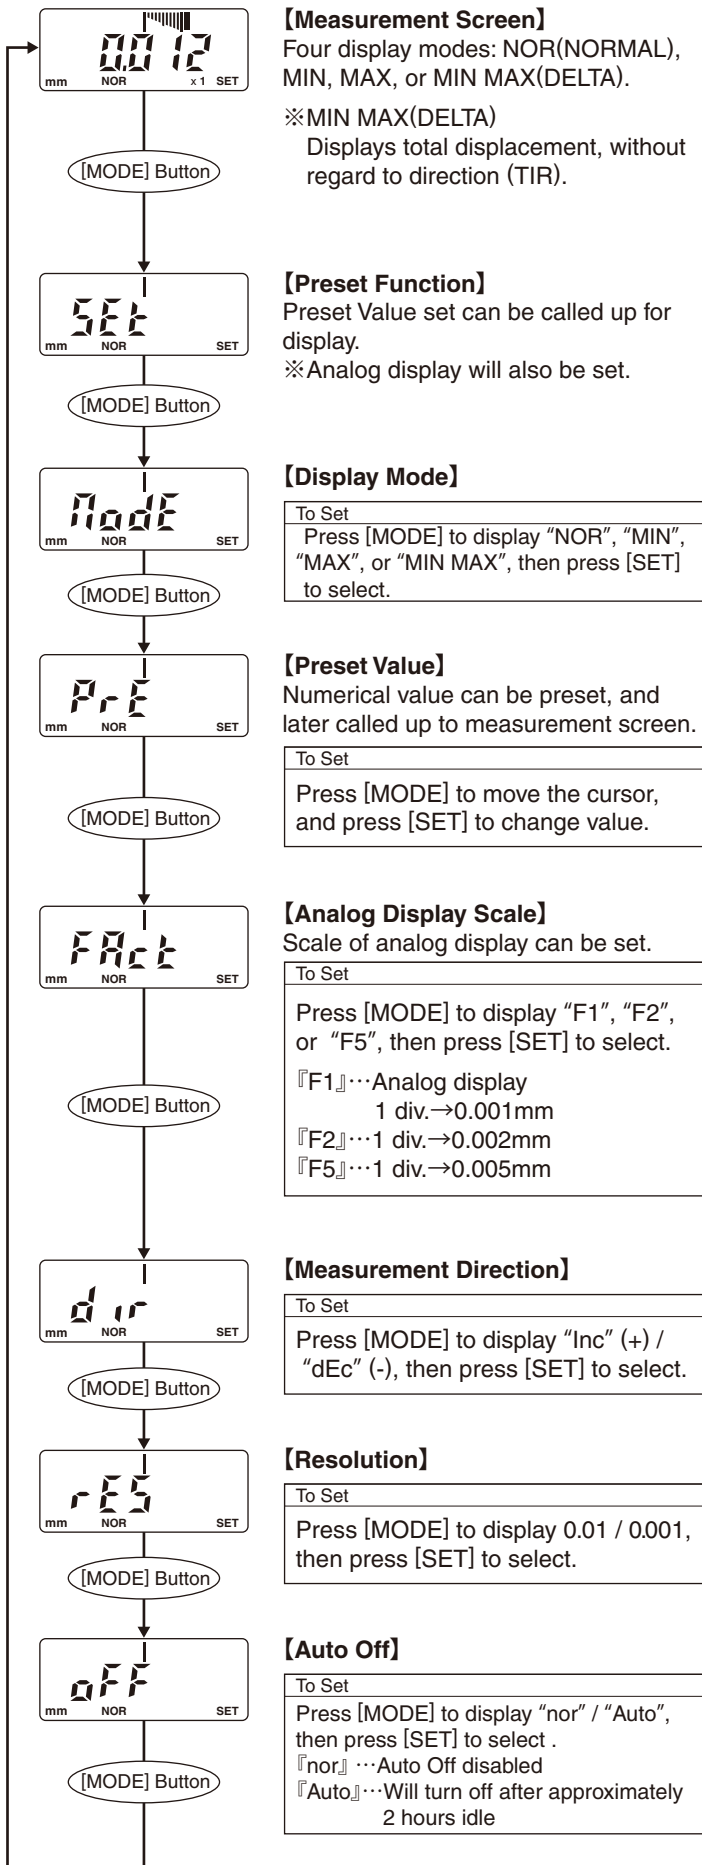 【Measurement Screen】
Four display modes: NOR(NORMAL),
MIN, MAX, or MIN MAX(DELTA).
※MIN MAX(DELTA)
Displays total displacement, without
regard to direction (TIR).
0.012
mm NOR x 1 SET
[MODE] Button
【Preset Function】
Preset Value set can be called up for
display.
※Analog display will also be set.
SEt
mm NOR SET
[MODE] Button
【Display Mode】
To Set
Press [MODE] to display “NOR”, “MIN”,
“MAX”, or “MIN MAX”, then press [SET]
to select.
ModE
mm NOR SET
[MODE] Button
【Preset Value】
Numerical value can be preset, and
later called up to measurement screen.
To Set
Press [MODE] to move the cursor,
and press [SET] to change value.
PrE
mm NOR SET
[MODE] Button
【Analog Display Scale】
Scale of analog display can be set.
To Set
Press [MODE] to display “F1”, “F2”,
or “F5”, then press [SET] to select.
『F1』…Analog display
1 div.→0.001mm
『F2』…1 div.→0.002mm
『F5』…1 div.→0.005mm
FAct
mm NOR SET
[MODE] Button
【Measurement Direction】
To Set
Press [MODE] to display “Inc” (+) /
“dEc” (-), then press [SET] to select.
dir
mm NOR SET
[MODE] Button
【Resolution】
To Set
Press [MODE] to display 0.01 / 0.001,
then press [SET] to select.
rES
mm NOR SET
[MODE] Button
【Auto Off】
To Set
Press [MODE] to display “nor” / “Auto”,
then press [SET] to select .
『nor』…Auto Off disabled
『Auto』…Will turn off after approximately
2 hours idle
oFF
mm NOR SET
[MODE] Button